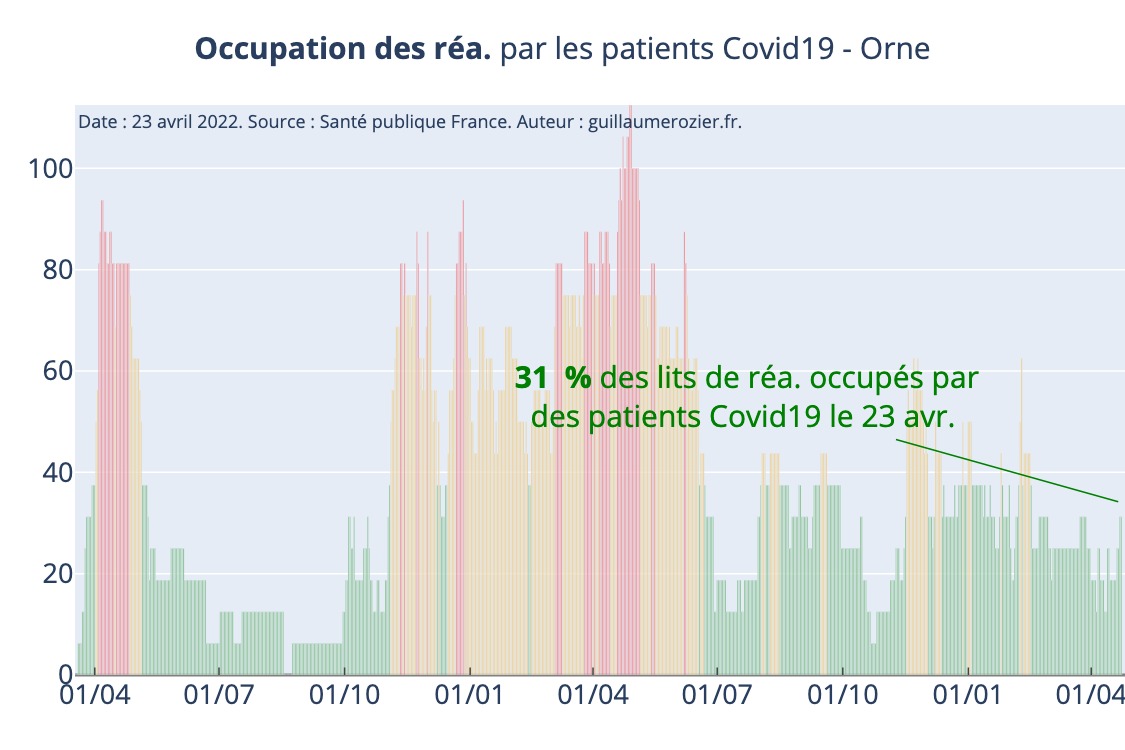 Occupation des réa. par les patients Covid19 - Orne
Date : 23 avril 2022. Source : Santé publique France. Auteur : guillaumerozier.fr.
100
80
60
40
20
0
31 % des lits de réa. occupés par
des patients Covid19 le 23 avr.
01/04 01/07 01/10 01/01 01/04 01/07 01/10 01/01 01/04